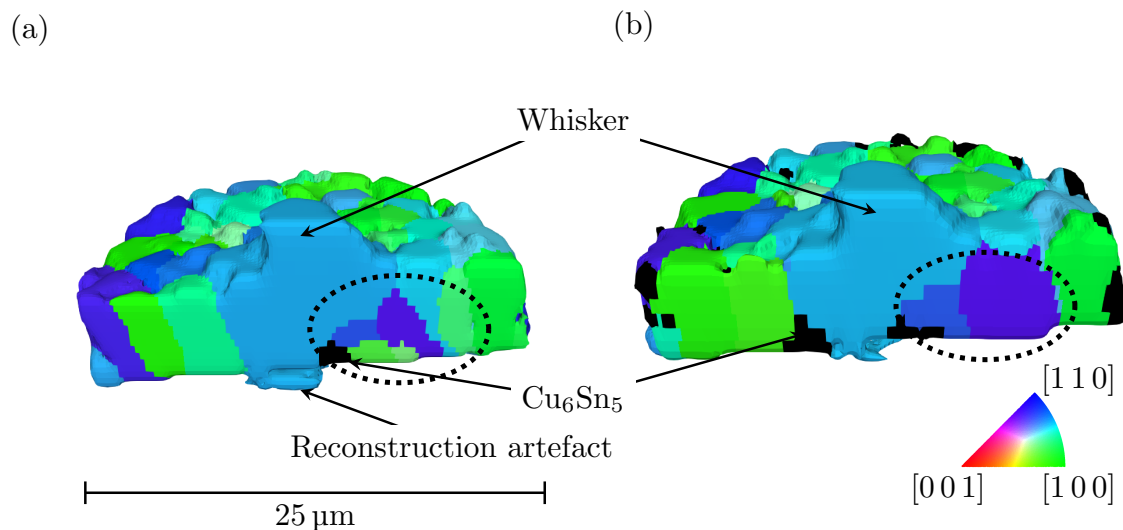 (a)
(b)
Whisker
Cu₆Sn₅
Reconstruction artefact
[1 1 0]
[0 0 1]
[1 0 0]
25 µm